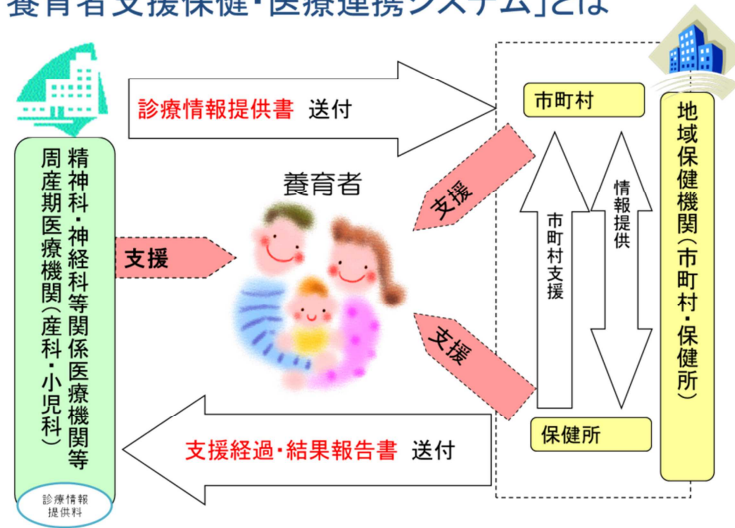 養育者支援保健・医療連携システム」とは
診療情報提供書 送付
市町村
地域保健機関(市町村・保健所)
養育者
支援
支援
支援
市町村支援
情報提供
精神科・神経科等関係医療機関等
周産期医療機関(産科・小児科)
保健所
支援経過・結果報告書 送付
診療情報
提供料